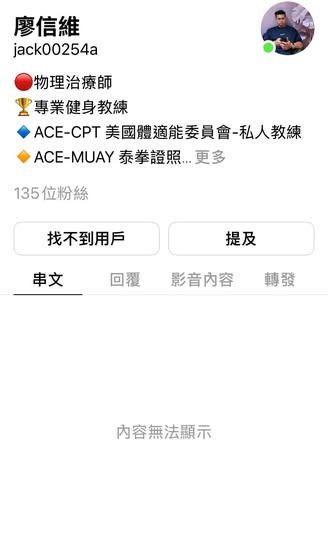 廖信維
jack00254a
🔴物理治療師
🏆專業健身教練
🔹ACE-CPT 美國體適能委員會-私人教練
🔸ACE-MUAY 泰拳證照... 更多
135位粉絲
找不到用戶 提及
串文 回覆 影音內容 轉發
內容無法顯示